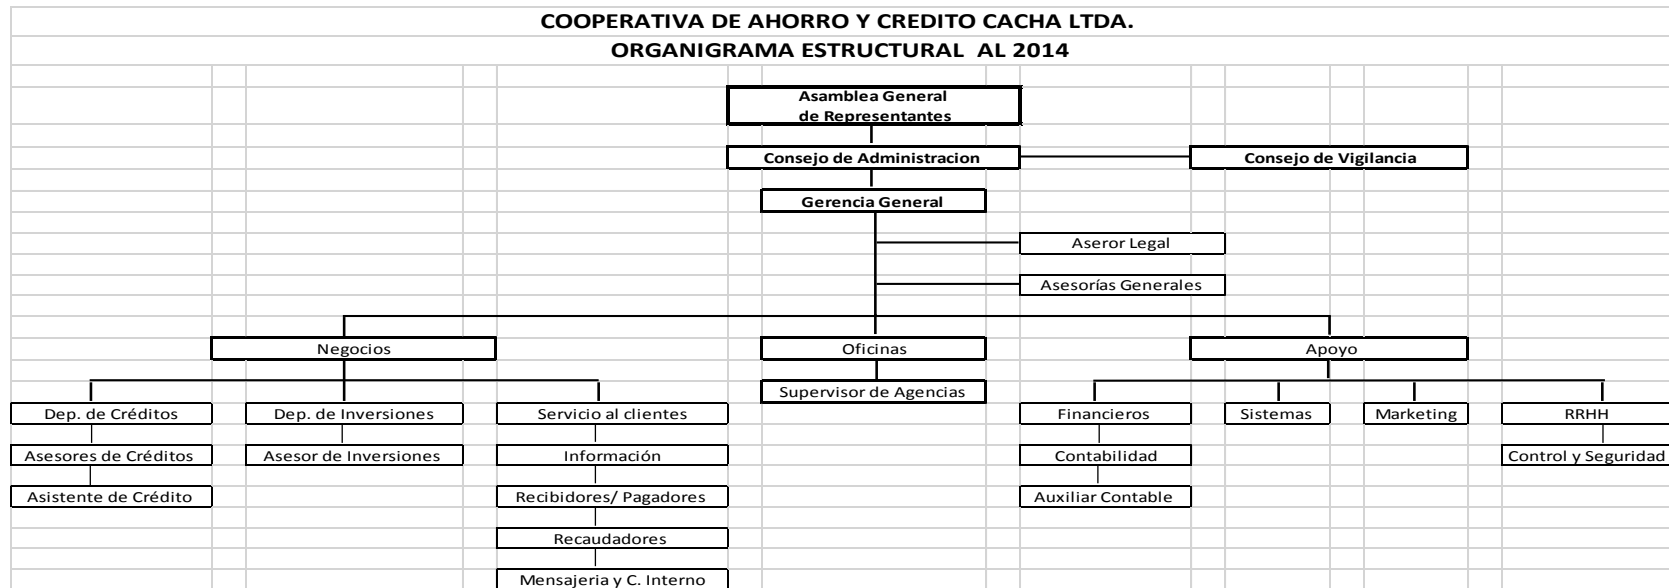 COOPERATIVA DE AHORRO Y CREDITO CACHA LTDA.
ORGANIGRAMA ESTRUCTURAL AL 2014
Asamblea General
de Representantes
Consejo de Administracion
Consejo de Vigilancia
Gerencia General
Aseror Legal
Asesorías Generales
Negocios
Oficinas
Apoyo
Supervisor de Agencias
Dep. de Créditos
Dep. de Inversiones
Servicio al clientes
Financieros
Sistemas
Marketing
RRHH
Asesores de Créditos
Asesor de Inversiones
Información
Contabilidad
Control y Seguridad
Asistente de Crédito
Recibidores/ Pagadores
Auxiliar Contable
Recaudadores
Mensajeria y C. Interno